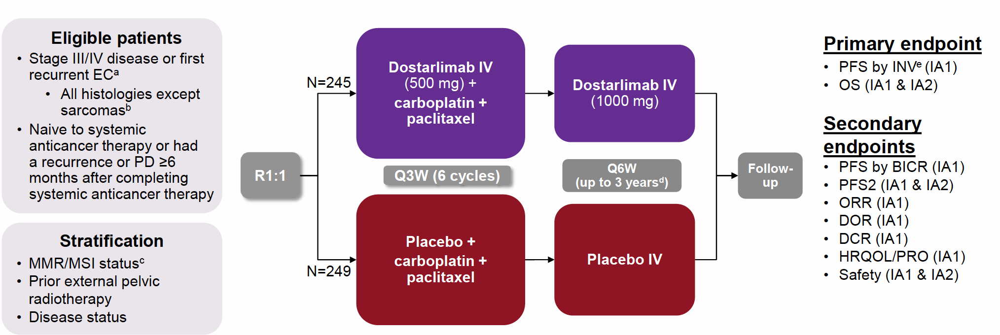 Eligible patients
• Stage III/IV disease or first
recurrent ECᵃ
• All histologies except
sarcomasᵇ
• Naive to systemic
anticancer therapy or had
a recurrence or PD ≥6
months after completing
systemic anticancer therapy
Stratification
• MMR/MSI statusᶜ
• Prior external pelvic
radiotherapy
• Disease status
R1:1
N=245
N=249
Dostarlimab IV
(500 mg) +
carboplatin +
paclitaxel
Q3W (6 cycles)
Placebo +
carboplatin +
paclitaxel
Dostarlimab IV
(1000 mg)
Q6W
(up to 3 yearsᵈ)
Placebo IV
Follow-
up
Primary endpoint
• PFS by INVᵉ (IA1)
• OS (IA1 & IA2)
Secondary
endpoints
• PFS by BICR (IA1)
• PFS2 (IA1 & IA2)
• ORR (IA1)
• DOR (IA1)
• DCR (IA1)
• HRQOL/PRO (IA1)
• Safety (IA1 & IA2)